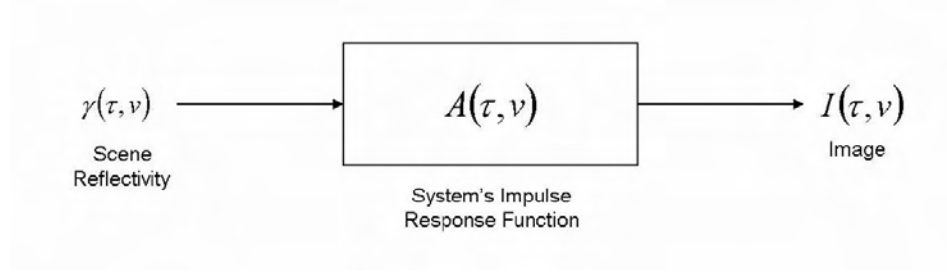 γ(τ,ν)
A(τ,ν)
I(τ,ν)
Scene
Reflectivity
Image
System's Impulse
Response Function